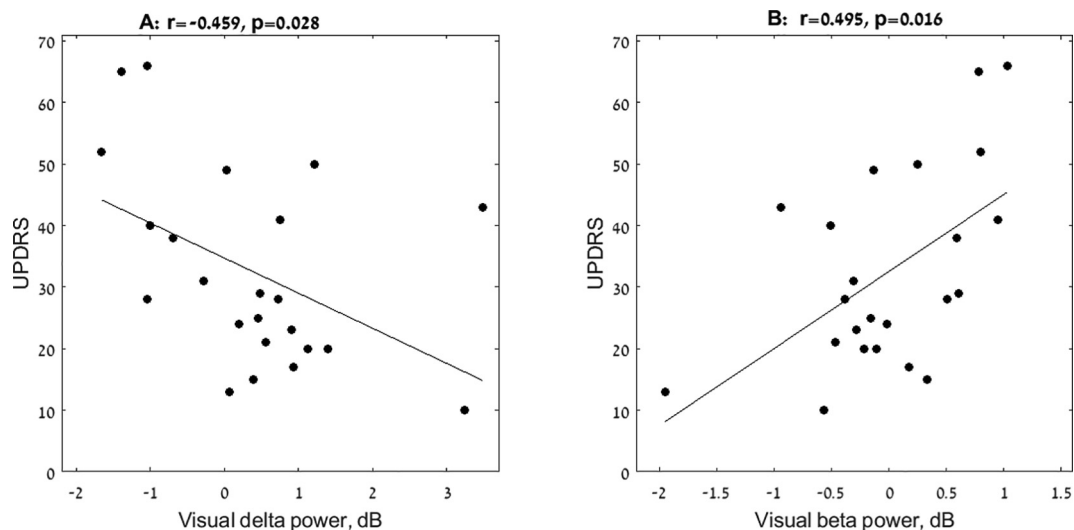 A: r=-0.459, p=0.028
70
60
50
40
30
20
10
0
UPDRS
-2 -1 0 1 2 3
Visual delta power, dB
B: r=0.495, p=0.016
70
60
50
40
30
20
10
0
UPDRS
-2 -1.5 -1 -0.5 0 0.5 1 1.5
Visual beta power, dB